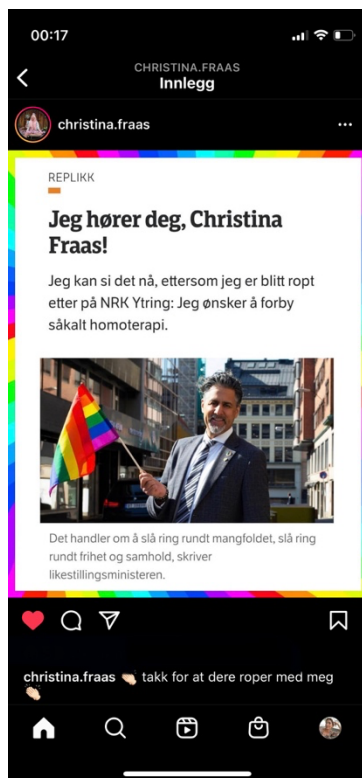 00:17
CHRISTINA.FRAAS
Innlegg
christina.fraas
REPLIKK
Jeg hører deg, Christina
Fraas!
Jeg kan si det nå, ettersom jeg er blitt ropt
etter på NRK Ytring: Jeg ønsker å forby
såkalt homoterapi.
Det handler om å slå ring rundt mangfoldet, slå ring
rundt frihet og samhold, skriver
likestillingsministeren.
christina.fraas 👏🏻 takk for at dere roper med meg
👏🏻